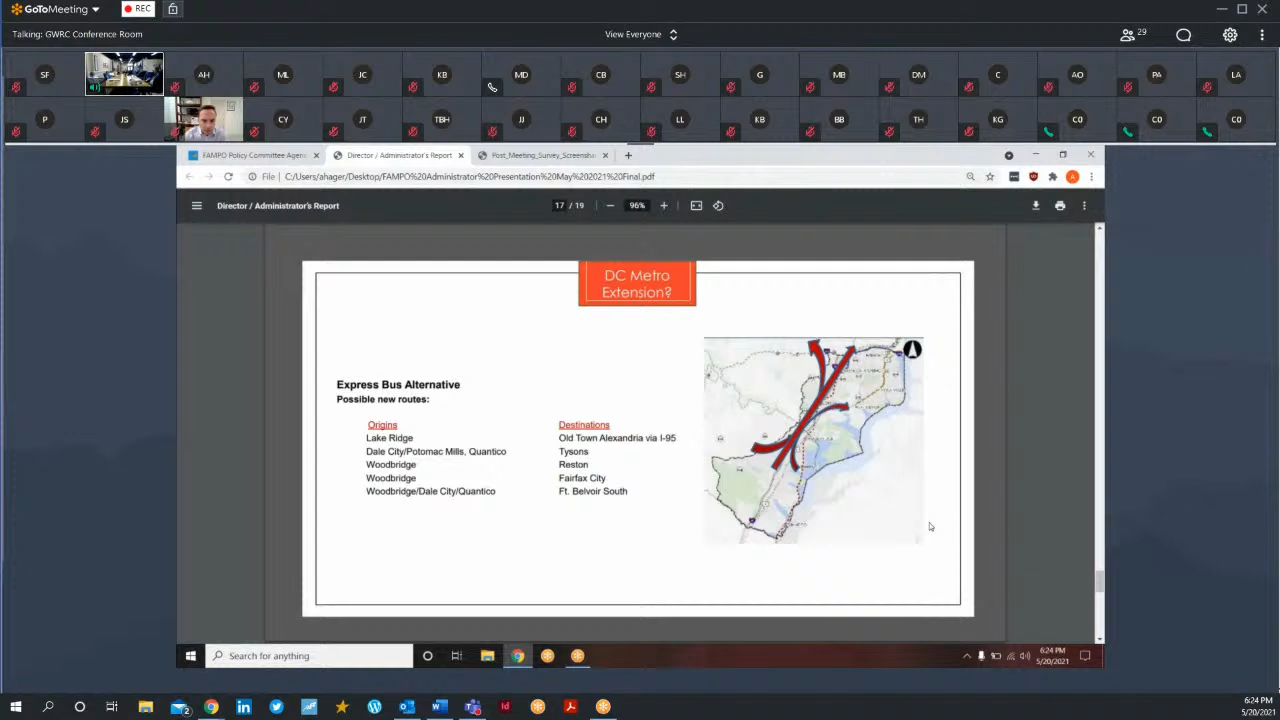 GoToMeeting
REC
Talking: GWRC Conference Room
View Everyone
29
SF
AH
ML
JC
KB
MD
CB
SH
G
MB
DM
C
AO
PA
LA
P
JS
CY
JT
TBH
JJ
CH
LL
KB
BB
TH
KG
C0
C0
C0
FAMPO Policy Committee Agen
Director / Administrator's Report
Post_Meeting_Survey_Screensha
File
C:/Users/ahager/Desktop/FAMPO%20Administrator%20Presentation%20May%202021%20Final.pdf
A
Director / Administrator's Report
17 / 19
96%
DC Metro
Extension?
Express Bus Alternative
Possible new routes:
Origins Destinations
Lake Ridge Old Town Alexandria via I-95
Dale City/Potomac Mills, Quantico Tysons
Woodbridge Reston
Woodbridge Fairfax City
Woodbridge/Dale City/Quantico Ft. Belvoir South
Search for anything
6:24 PM
5/20/2021
6:24 PM
5/20/2021